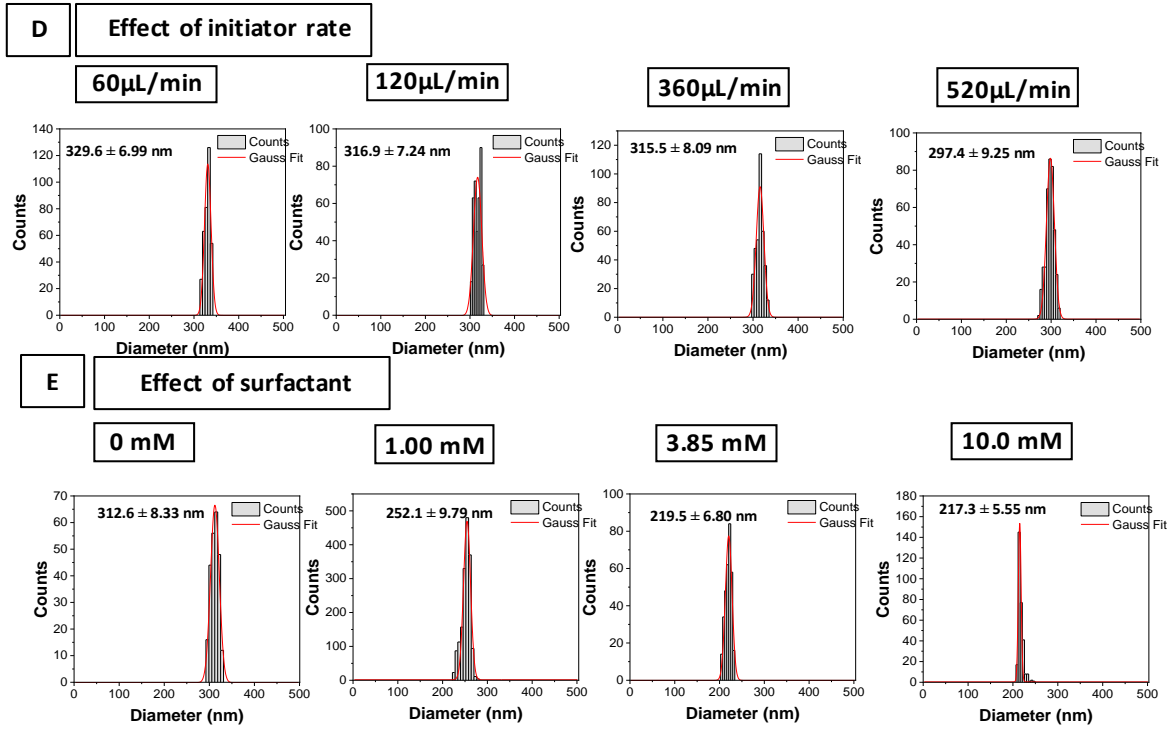 D Effect of initiator rate
60µL/min 120µL/min 360µL/min 520µL/min
329.6 ± 6.99 nm
Counts
Gauss Fit
140
120
100
80
60
40
20
0
0 100 200 300 400 500
Counts
Diameter (nm)
316.9 ± 7.24 nm
Counts
Gauss Fit
100
80
60
40
20
0
0 100 200 300 400 500
Counts
Diameter (nm)
315.5 ± 8.09 nm
Counts
Gauss Fit
120
100
80
60
40
20
0
0 100 200 300 400 500
Counts
Diameter (nm)
297.4 ± 9.25 nm
Counts
Gauss Fit
100
80
60
40
20
0
0 100 200 300 400 500
Counts
Diameter (nm)
E Effect of surfactant
0 mM 1.00 mM 3.85 mM 10.0 mM
312.6 ± 8.33 nm
Counts
Gauss Fit
70
60
50
40
30
20
10
0
0 100 200 300 400 500
Counts
Diameter (nm)
252.1 ± 9.79 nm
Counts
Gauss Fit
500
400
300
200
100
0
0 100 200 300 400 500
Counts
Diameter (nm)
219.5 ± 6.80 nm
Counts
Gauss Fit
100
80
60
40
20
0
0 100 200 300 400 500
Counts
Diameter (nm)
217.3 ± 5.55 nm
Counts
Gauss Fit
180
160
140
120
100
80
60
40
20
0
0 100 200 300 400 500
Counts
Diameter (nm)